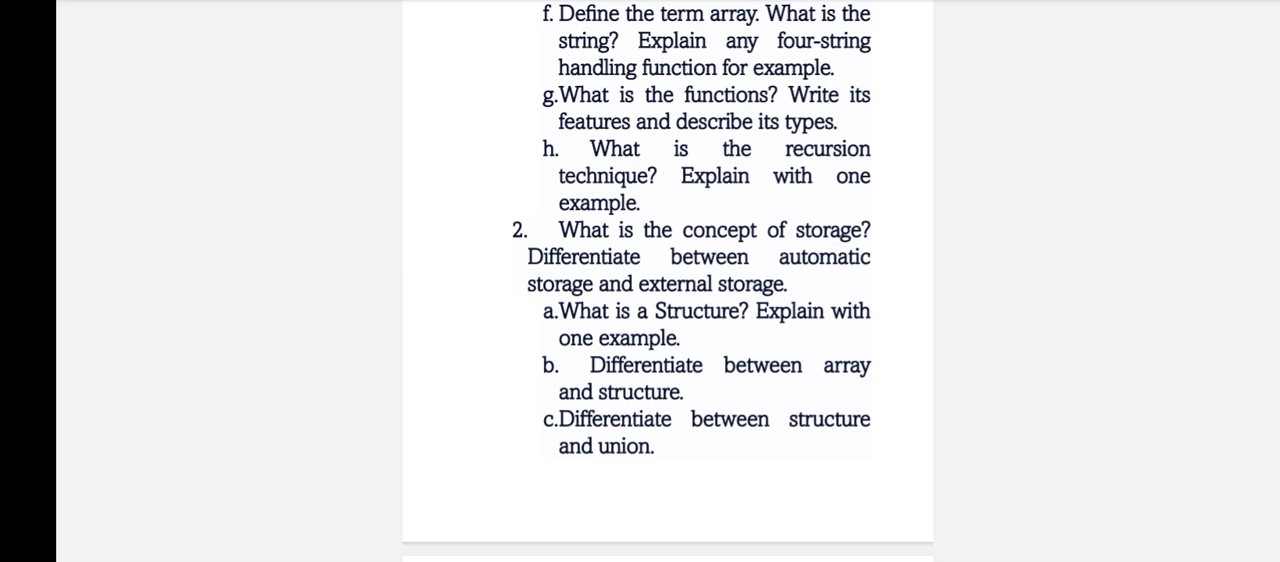 f. Define the term array. What is the
string? Explain any four-string
handling function for example.
g.What is the functions? Write its
features and describe its types.
h. What is the recursion
technique? Explain with one
example.
2. What is the concept of storage?
Differentiate between automatic
storage and external storage.
a.What is a Structure? Explain with
one example.
b. Differentiate between array
and structure.
c.Differentiate between structure
and union.